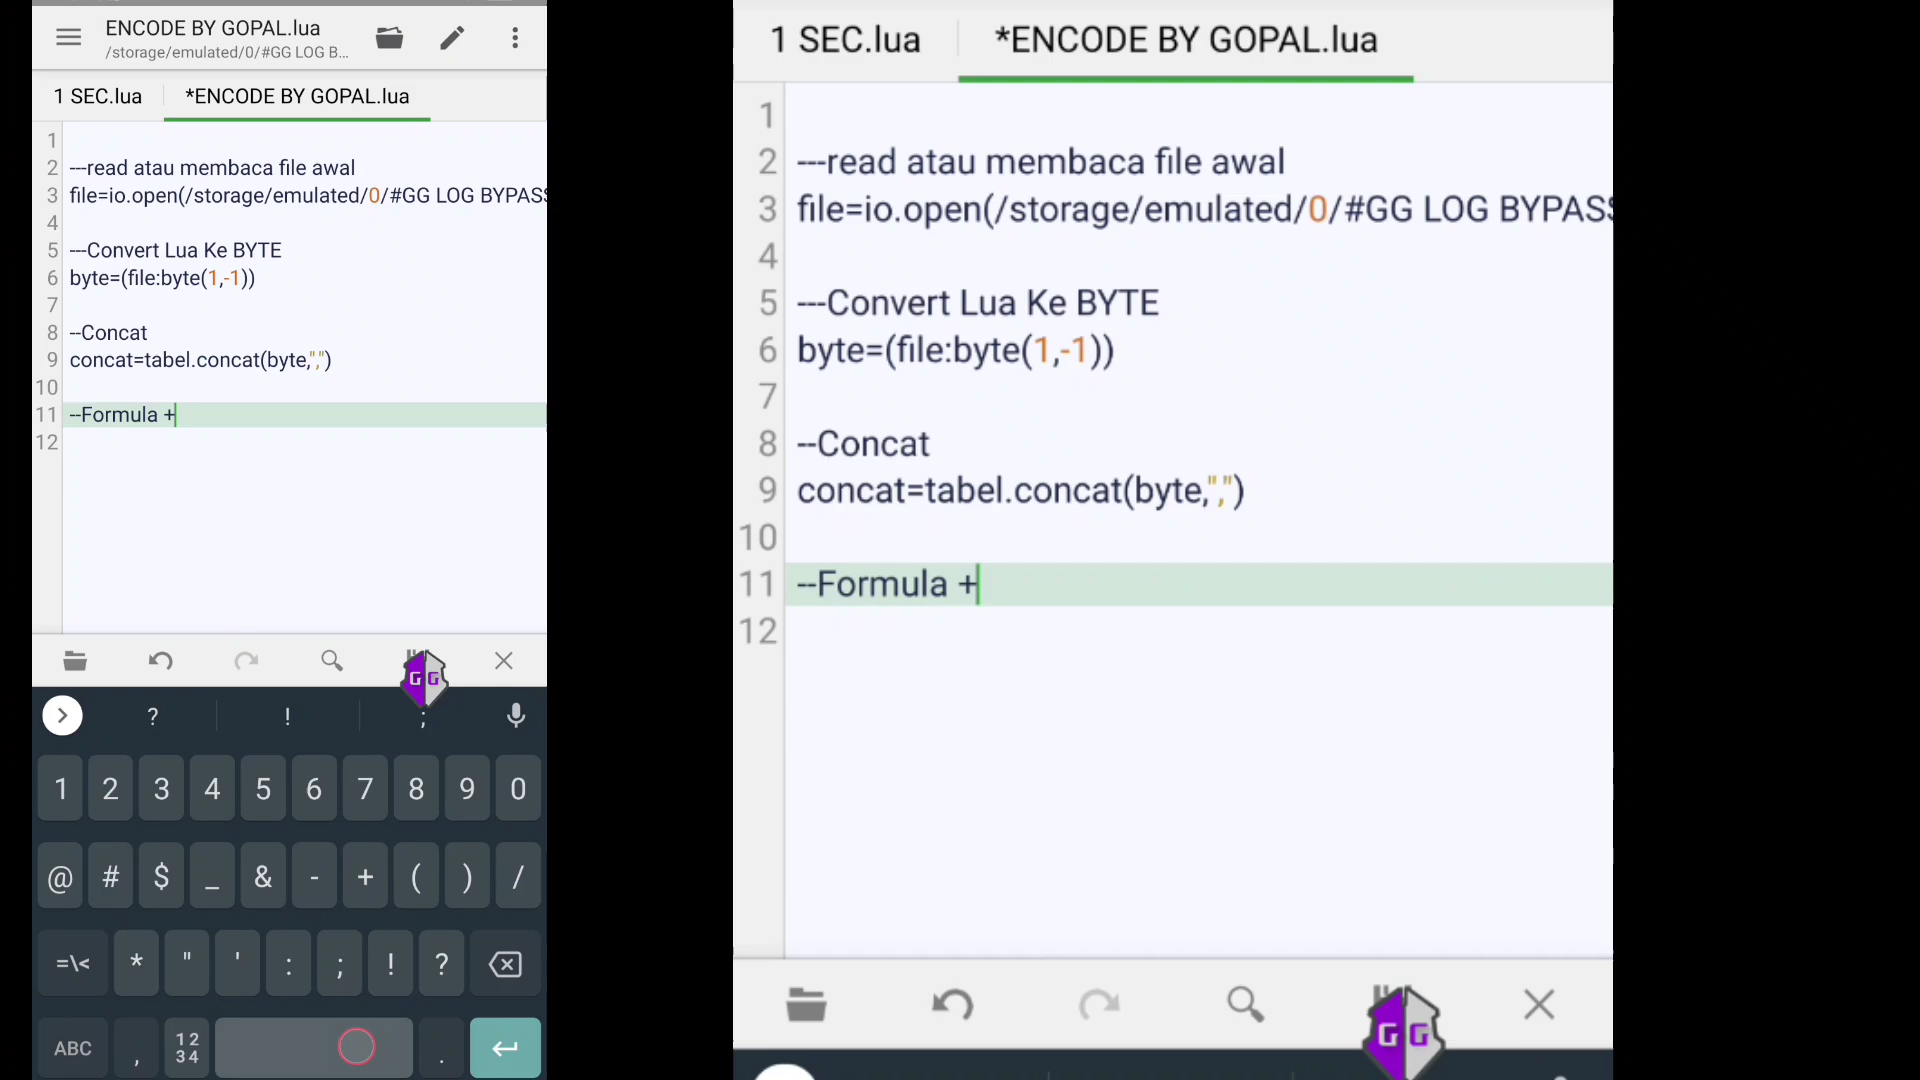 ENCODE BY GOPAL.lua
/storage/emulated/0/#GG LOG B...
1 SEC.lua
*ENCODE BY GOPAL.lua
1
2 ---read atau membaca file awal
3 file=io.open(/storage/emulated/0/#GG LOG BYPASS
4
5 ---Convert Lua Ke BYTE
6 byte=(file:byte(1,-1))
7
8 --Concat
9 concat=tabel.concat(byte,",")
10
11 --Formula +
12
GG
? ! ;
1 2 3 4 5 6 7 8 9 0
@ # $ _ & - + ( ) /
=\< * " ' : ; ! ?
ABC , 12 34 .
1 SEC.lua
*ENCODE BY GOPAL.lua
1
2 ---read atau membaca file awal
3 file=io.open(/storage/emulated/0/#GG LOG BYPASS
4
5 ---Convert Lua Ke BYTE
6 byte=(file:byte(1,-1))
7
8 --Concat
9 concat=tabel.concat(byte,",")
10
11 --Formula +
12
GG